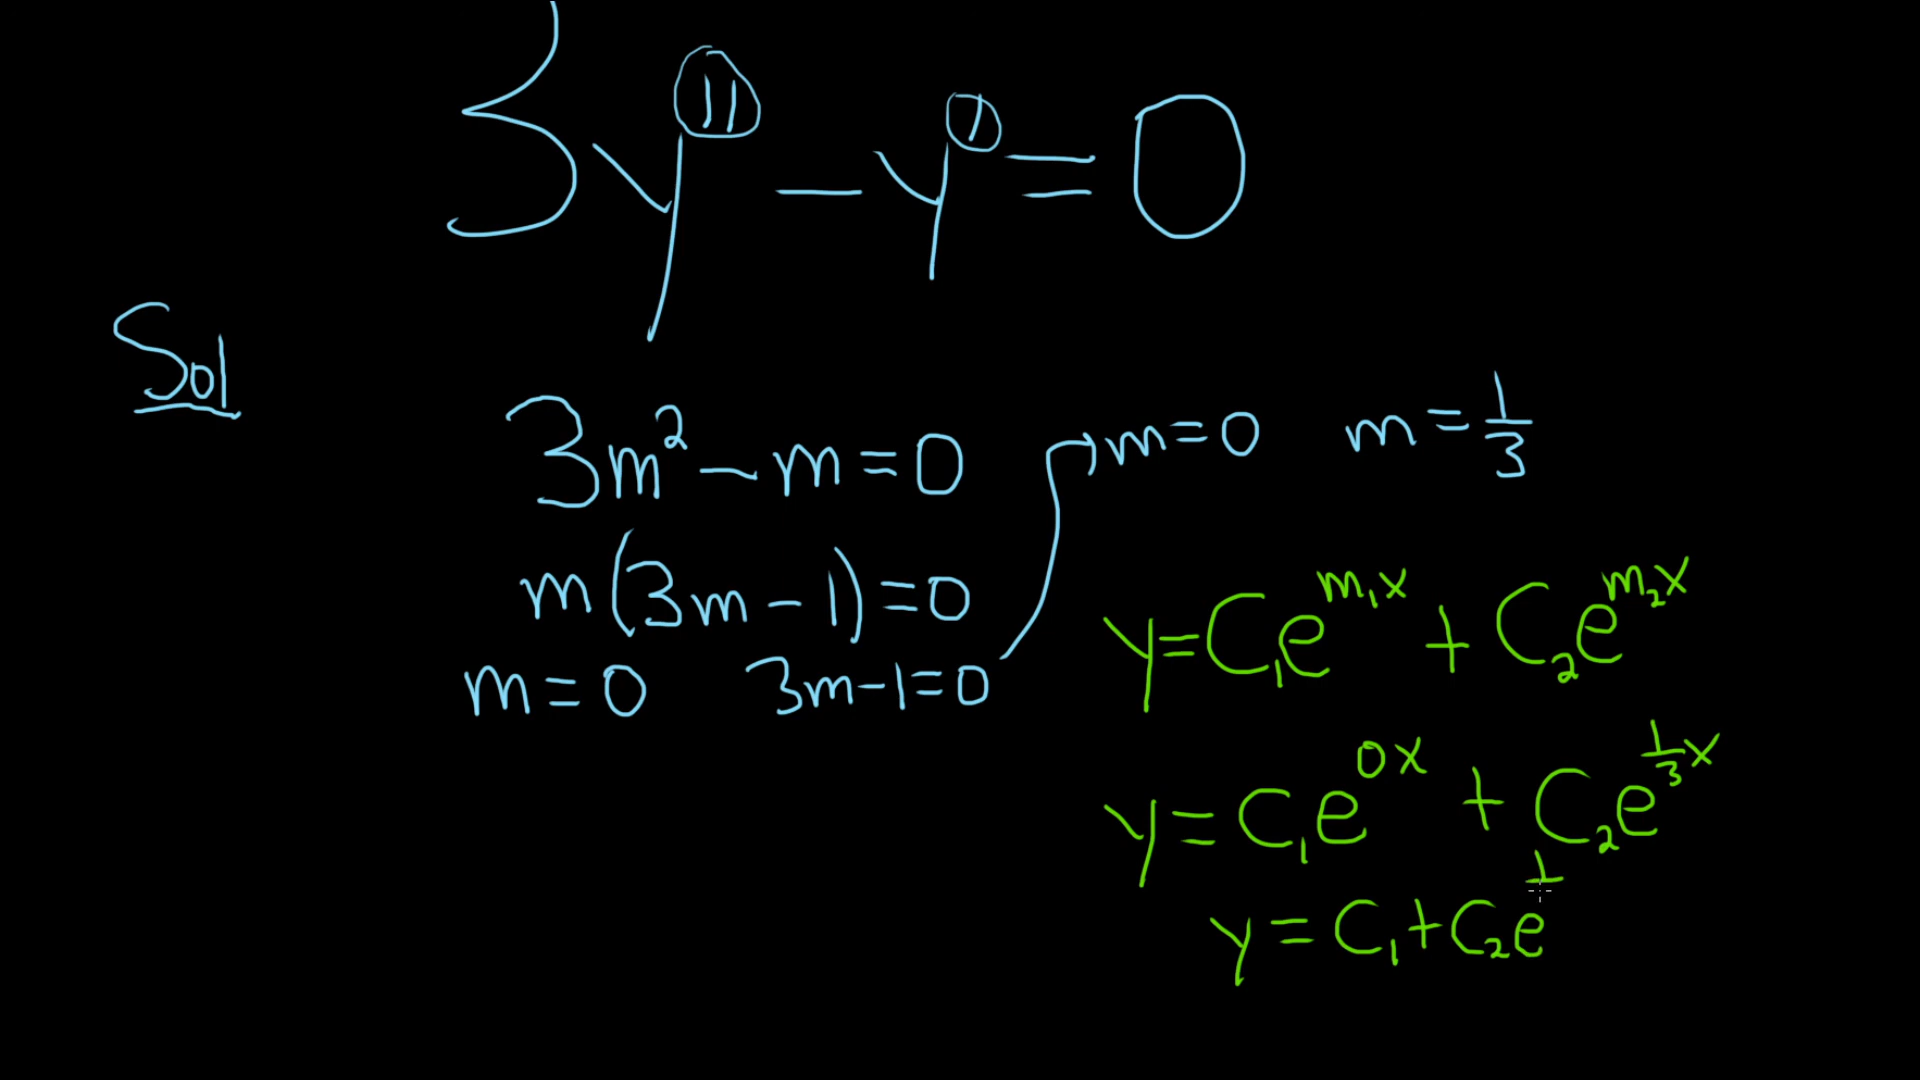 3y'' - y' = 0
Sol
3m² - m = 0
m(3m - 1) = 0
m = 0 3m - 1 = 0
m = 0 m = 1/3
y = C₁e^{m₁x} + C₂e^{m₂x}
y = C₁e^{0x} + C₂e^{1/3 x}
y = C₁ + C₂e^{1/